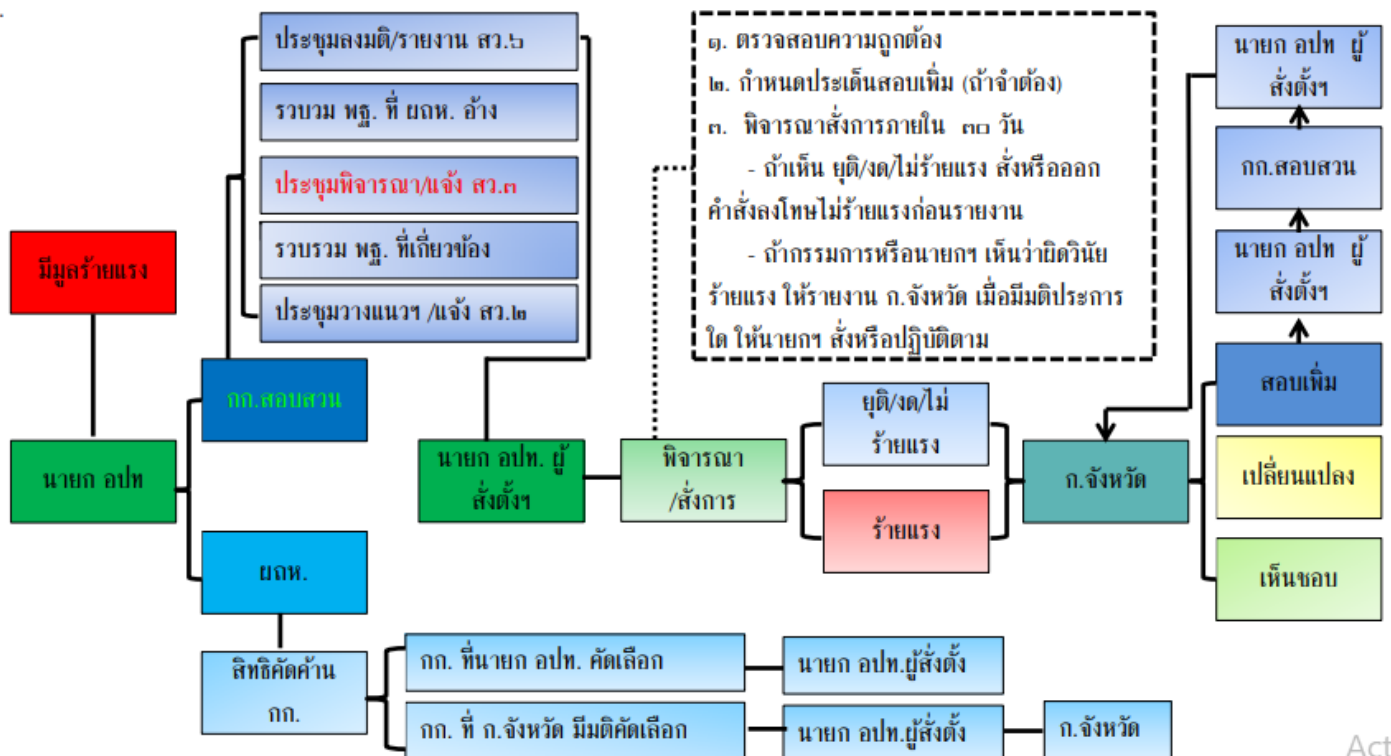 ประชุมลงมติ/รายงาน สว.๖
รวบวม พฐ. ที่ ผถห. อ้าง
ประชุมพิจารณา/แจ้ง สว.๓
รวบรวม พฐ. ที่เกี่ยวข้อง
ประชุมวางแนวฯ /แจ้ง สว.๒
มีมูลร้ายแรง
กก.สอบสวน
นายก อปท
ผถห.
สิทธิคัดค้าน
กก.
กก. ที่นายก อปท. คัดเลือก
นายก อปท.ผู้สั่งตั้ง
กก. ที่ ก.จังหวัด มีมติคัดเลือก
นายก อปท.ผู้สั่งตั้ง
ก.จังหวัด
นายก อปท. ผู้
สั่งตั้งฯ
พิจารณา
/สั่งการ
๑. ตรวจสอบความถูกต้อง
๒. กำหนดประเด็นสอบเพิ่ม (ถ้าจำต้อง)
๓. พิจารณาสั่งการภายใน ๓๐ วัน
- ถ้าเห็น ยุติ/งด/ไม่ร้ายแรง สั่งหรือออก
คำสั่งลงโทษไม่ร้ายแรงก่อนรายงาน
- ถ้ากรรมการหรือนายกฯ เห็นว่าผิดวินัย
ร้ายแรง ให้รายงาน ก.จังหวัด เมื่อมีมติประการ
ใด ให้นายกฯ สั่งหรือปฏิบัติตาม
ยุติ/งด/ไม่
ร้ายแรง
ร้ายแรง
ก.จังหวัด
นายก อปท ผู้
สั่งตั้งฯ
กก.สอบสวน
นายก อปท ผู้
สั่งตั้งฯ
สอบเพิ่ม
เปลี่ยนแปลง
เห็นชอบ
Act